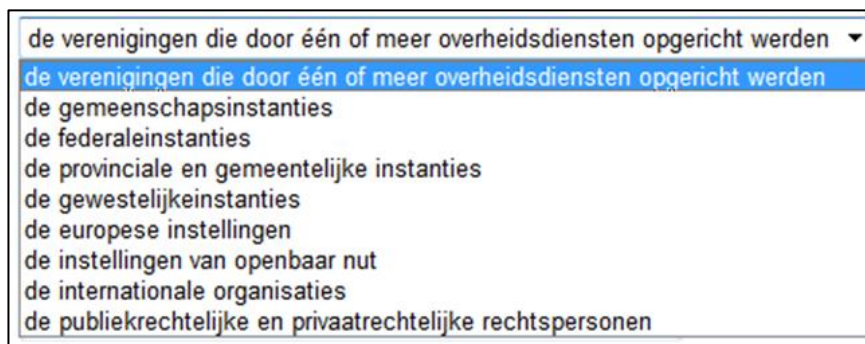 de verenigingen die door één of meer overheidsdiensten opgericht werden
de verenigingen die door één of meer overheidsdiensten opgericht werden
de gemeenschapsinstanties
de federaleinstanties
de provinciale en gemeentelijke instanties
de gewestelijkeinstanties
de europese instellingen
de instellingen van openbaar nut
de internationale organisaties
de publiekrechtelijke en privaatrechtelijke rechtspersonen